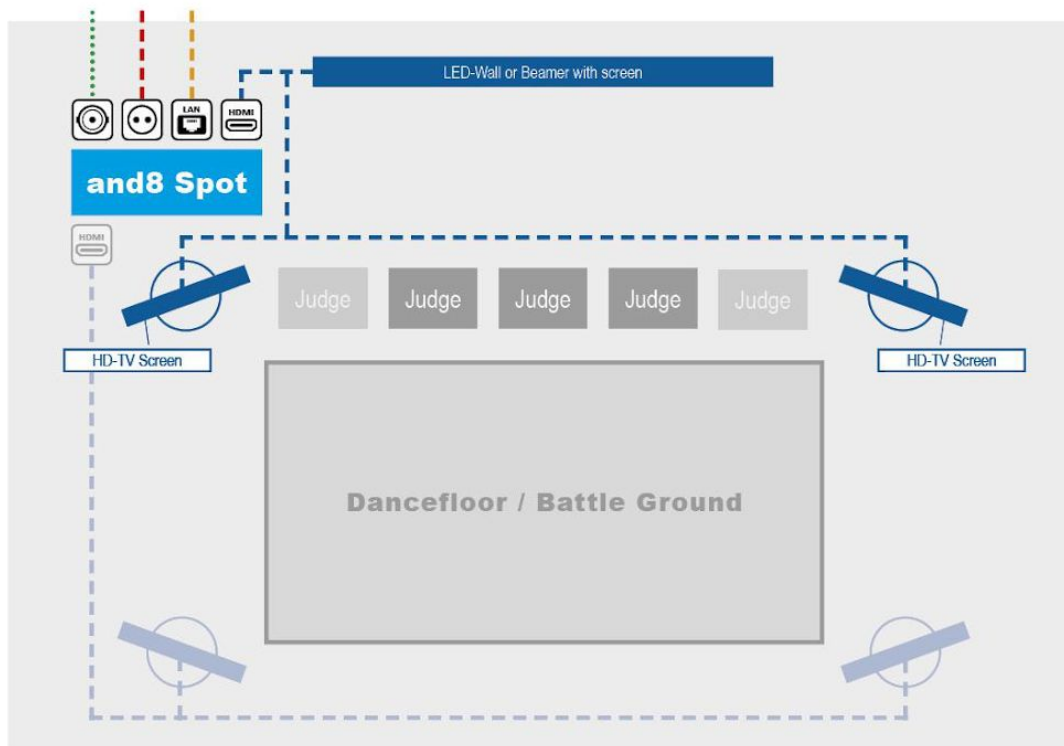 LED-Wall or Beamer with screen
LAN
HDMI
and8 Spot
HDMI
Judge
Judge
Judge
Judge
Judge
HD-TV Screen
HD-TV Screen
Dancefloor / Battle Ground